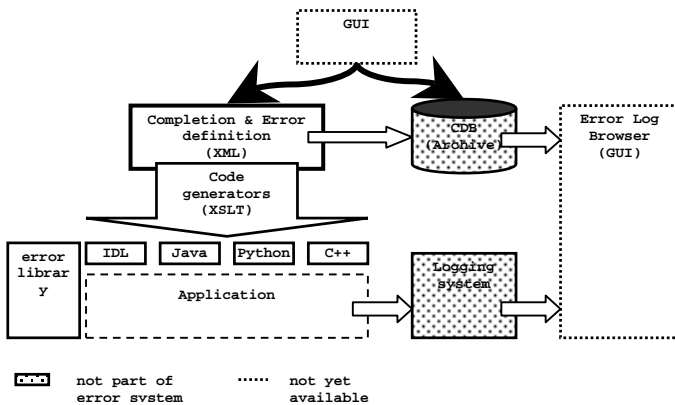 GUI
Completion & Error
definition
(XML)
CDB
(Archive)
Error Log
Browser
(GUI)
Code
generators
(XSLT)
error
librar
y
IDL
Java
Python
C++
Application
Logging
system
not part of
error system
not yet
available